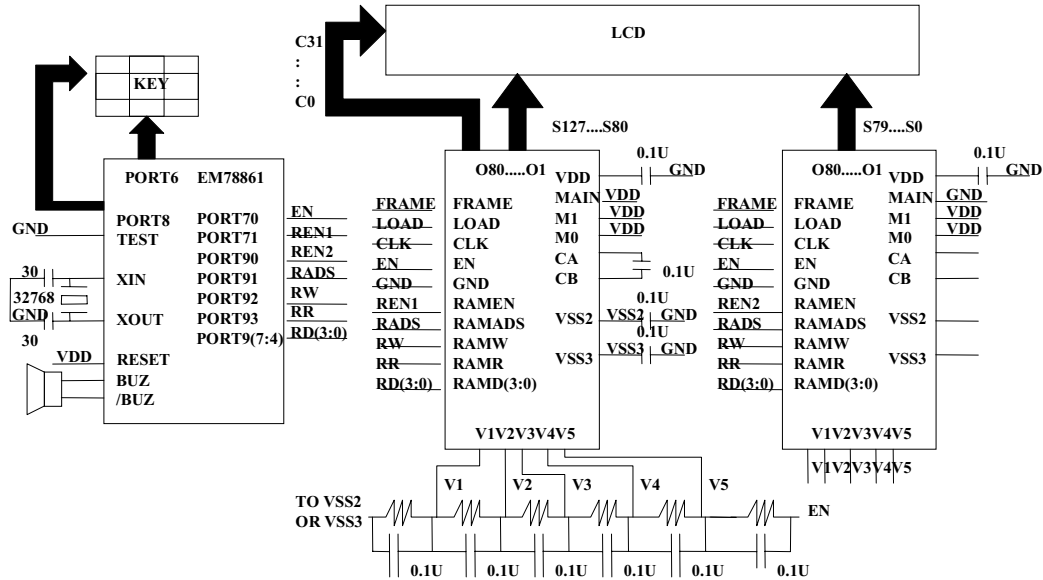 LCD
C31
.
.
C0
KEY
S127....S80
S79....S0
PORT6 EM78861
PORT8
TEST
XIN
XOUT
RESET
BUZ
/BUZ
PORT70
PORT71
PORT90
PORT91
PORT92
PORT93
PORT9(7:4)
GND
30
32768
GND
30
VDD
EN
REN1
REN2
RADS
RW
RR
RD(3:0)
FRAME
LOAD
CLK
EN
GND
REN1
RADS
RW
RR
RD(3:0)
O80.....O1
FRAME
LOAD
CLK
EN
GND
RAMEN
RAMADS
RAMW
RAMR
RAMD(3:0)
VDD
MAIN
M1
M0
CA
CB
VSS2
VSS3
V1V2V3V4V5
0.1U
GND
VDD
VDD
VDD
0.1U
0.1U
VSS2 GND
0.1U
VSS3 GND
FRAME
LOAD
CLK
EN
GND
REN2
RADS
RW
RR
RD(3:0)
O80.....O1
FRAME
LOAD
CLK
EN
GND
RAMEN
RAMADS
RAMW
RAMR
RAMD(3:0)
VDD
MAIN
M1
M0
CA
CB
VSS2
VSS3
V1V2V3V4V5
0.1U
GND
GND
VDD
VDD
V1V2V3V4V5
V1 V2 V3 V4 V5
TO VSS2
OR VSS3
EN
0.1U 0.1U 0.1U 0.1U 0.1U 0.1U